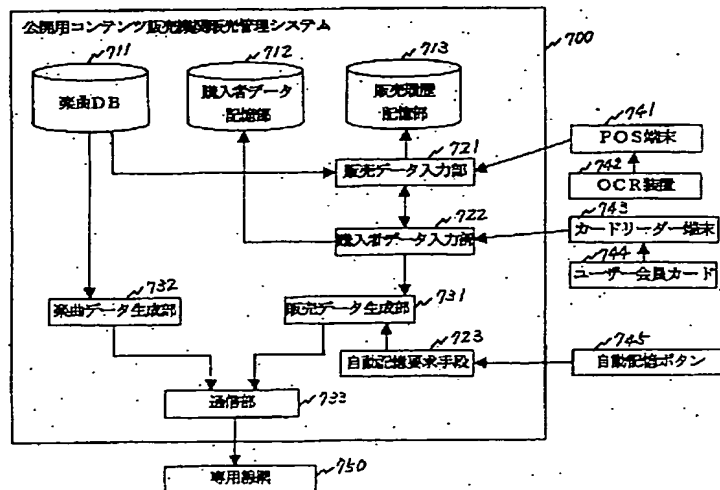 公開用コンテンツ販売機関販売管理システム
700
711
楽曲DB
712
購入者データ
記憶部
713
販売履歴
記憶部
721
販売データ入力部
741
POS端末
742
OCR装置
722
購入者データ入力部
743
カードリーダー端末
744
ユーザー会員カード
732
楽曲データ生成部
731
販売データ生成部
723
自動記憶要求手段
745
自動記憶ボタン
733
通信部
750
専用線網